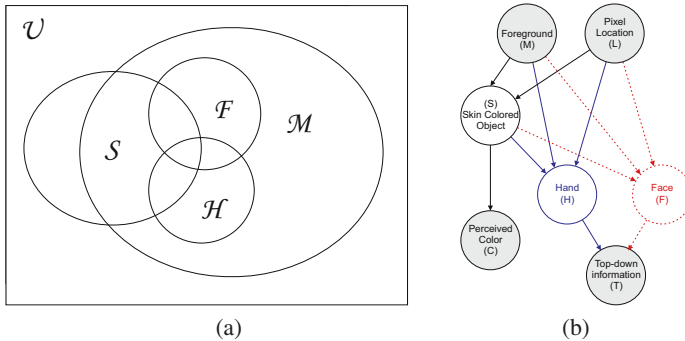 𝒰
S
F
M
H
(a)
Foreground
(M)
Pixel
Location
(L)
(S)
Skin Colored
Object
Hand
(H)
Face
(F)
Perceived
Color
(C)
Top-down
information
(T)
(b)